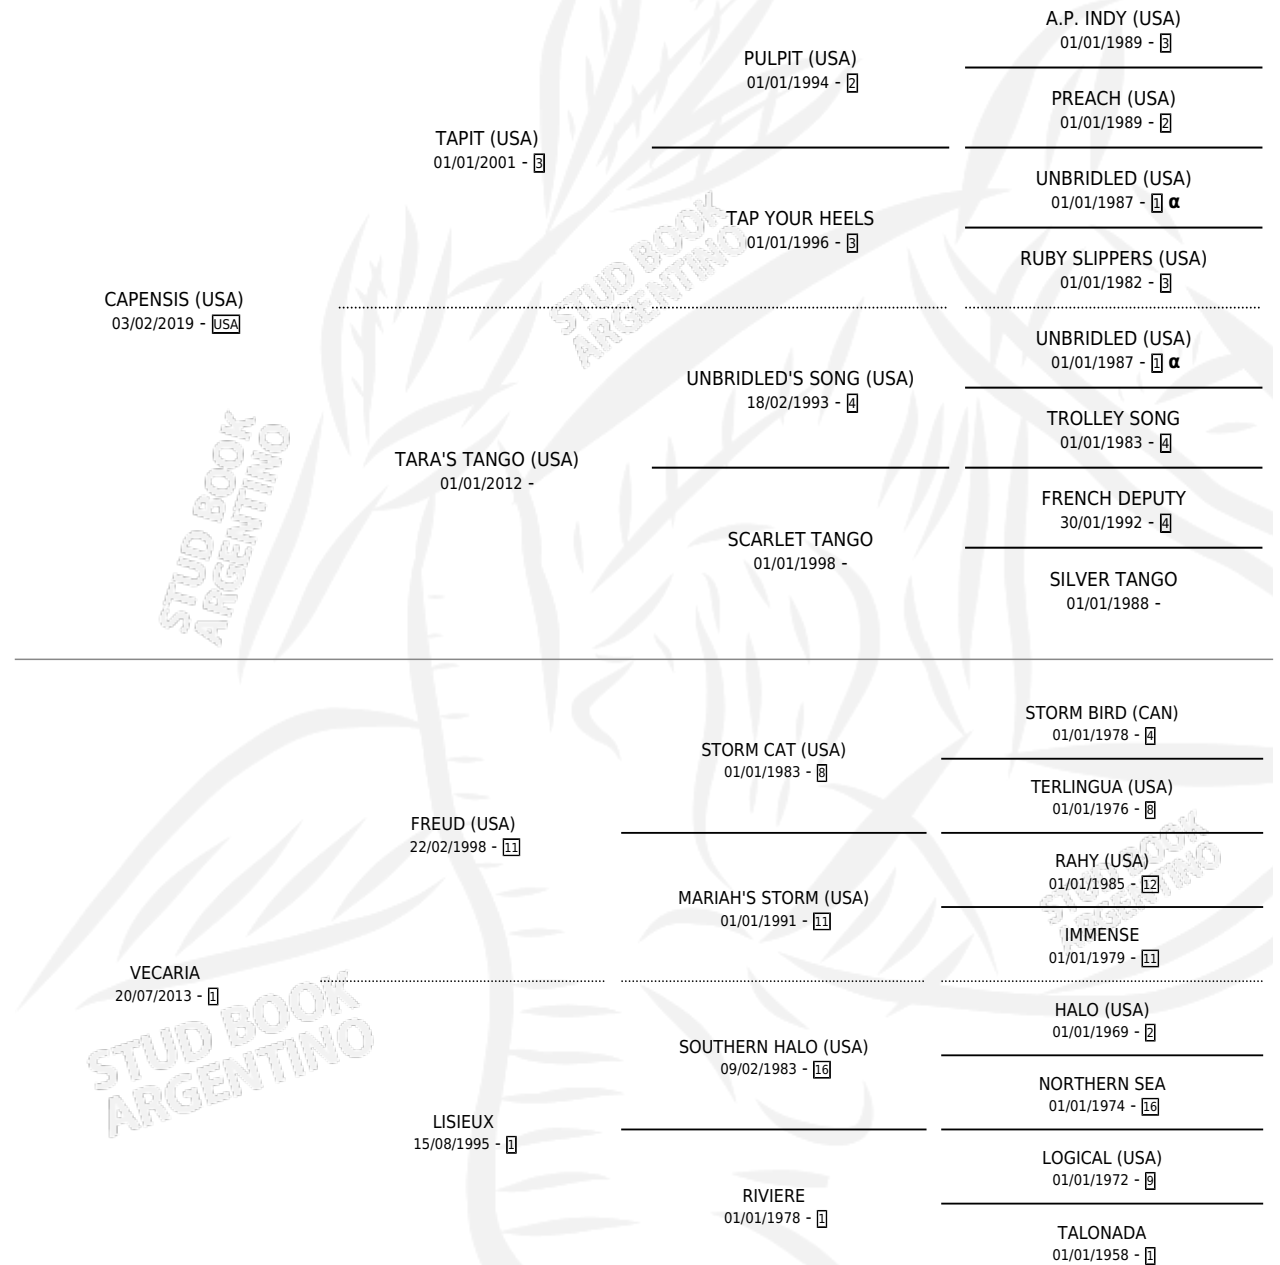 A.P. INDY (USA)
01/01/1989 - 3
PULPIT (USA)
01/01/1994 - 2
PREACH (USA)
01/01/1989 - 2
TAPIT (USA)
01/01/2001 - 3
UNBRIDLED (USA)
01/01/1987 - 1 α
TAP YOUR HEELS
01/01/1996 - 3
RUBY SLIPPERS (USA)
01/01/1982 - 3
CAPENSIS (USA)
03/02/2019 - USA
UNBRIDLED (USA)
01/01/1987 - 1 α
UNBRIDLED'S SONG (USA)
18/02/1993 - 4
TROLLEY SONG
01/01/1983 - 4
TARA'S TANGO (USA)
01/01/2012 -
FRENCH DEPUTY
30/01/1992 - 4
SCARLET TANGO
01/01/1998 -
SILVER TANGO
01/01/1988 -
STORM BIRD (CAN)
01/01/1978 - 4
STORM CAT (USA)
01/01/1983 - 8
TERLINGUA (USA)
01/01/1976 - 8
FREUD (USA)
22/02/1998 - 11
RAHY (USA)
01/01/1985 - 12
MARIAH'S STORM (USA)
01/01/1991 - 11
IMMENSE
01/01/1979 - 11
VECARIA
20/07/2013 - 1
HALO (USA)
01/01/1969 - 2
SOUTHERN HALO (USA)
09/02/1983 - 16
NORTHERN SEA
01/01/1974 - 16
LISIEUX
15/08/1995 - 1
LOGICAL (USA)
01/01/1972 - 9
RIVIERE
01/01/1978 - 1
TALONADA
01/01/1958 - 1
STUD BOOK
ARGENTINO
STUD BOOK
ARGENTINO
STUD BOOK
ARGENTINO
STUD BOOK
ARGENTINO